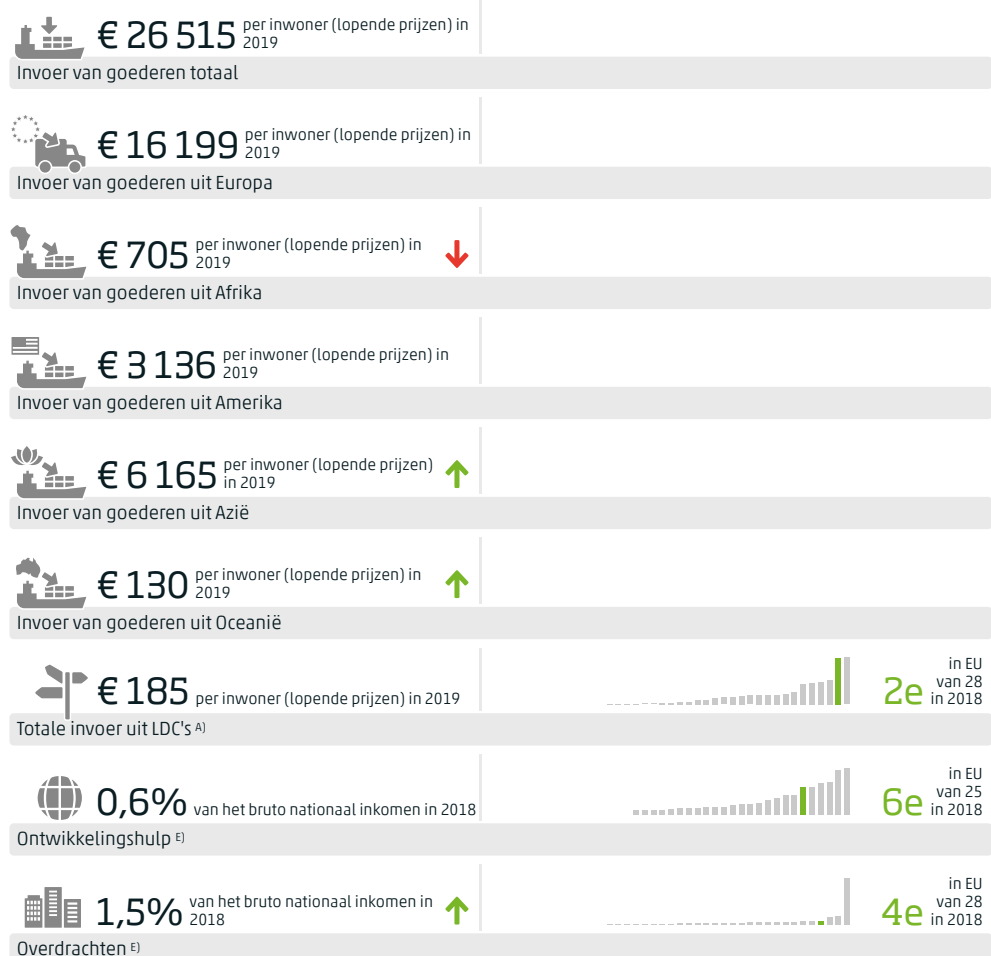 € 26 515 per inwoner (lopende prijzen) in
2019
Invoer van goederen totaal
€ 16 199 per inwoner (lopende prijzen) in
2019
Invoer van goederen uit Europa
€ 705 per inwoner (lopende prijzen) in
2019
Invoer van goederen uit Afrika
€ 3 136 per inwoner (lopende prijzen) in
2019
Invoer van goederen uit Amerika
€ 6 165 per inwoner (lopende prijzen)
in 2019
Invoer van goederen uit Azië
€ 130 per inwoner (lopende prijzen) in
2019
Invoer van goederen uit Oceanië
€ 185 per inwoner (lopende prijzen) in 2019
2e
in EU
van 28
in 2018
Totale invoer uit LDC's A)
0,6% van het bruto nationaal inkomen in 2018
6e
in EU
van 25
in 2018
Ontwikkelingshulp E)
1,5% van het bruto nationaal inkomen in
2018
4e
in EU
van 28
in 2018
Overdrachten E)